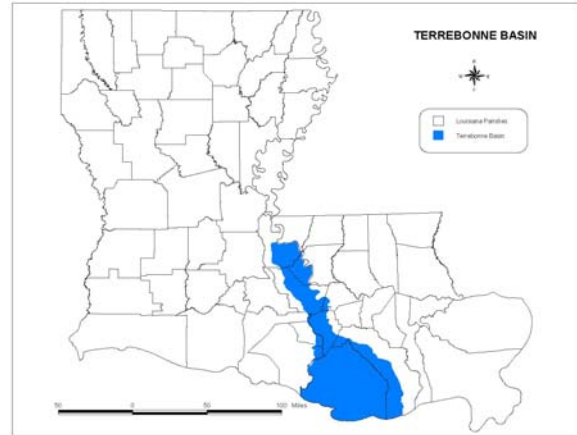 TERREBONNE BASIN
N
W E
Louisiana Parishes
Terrebonne Basin
50 0 50 100 Miles